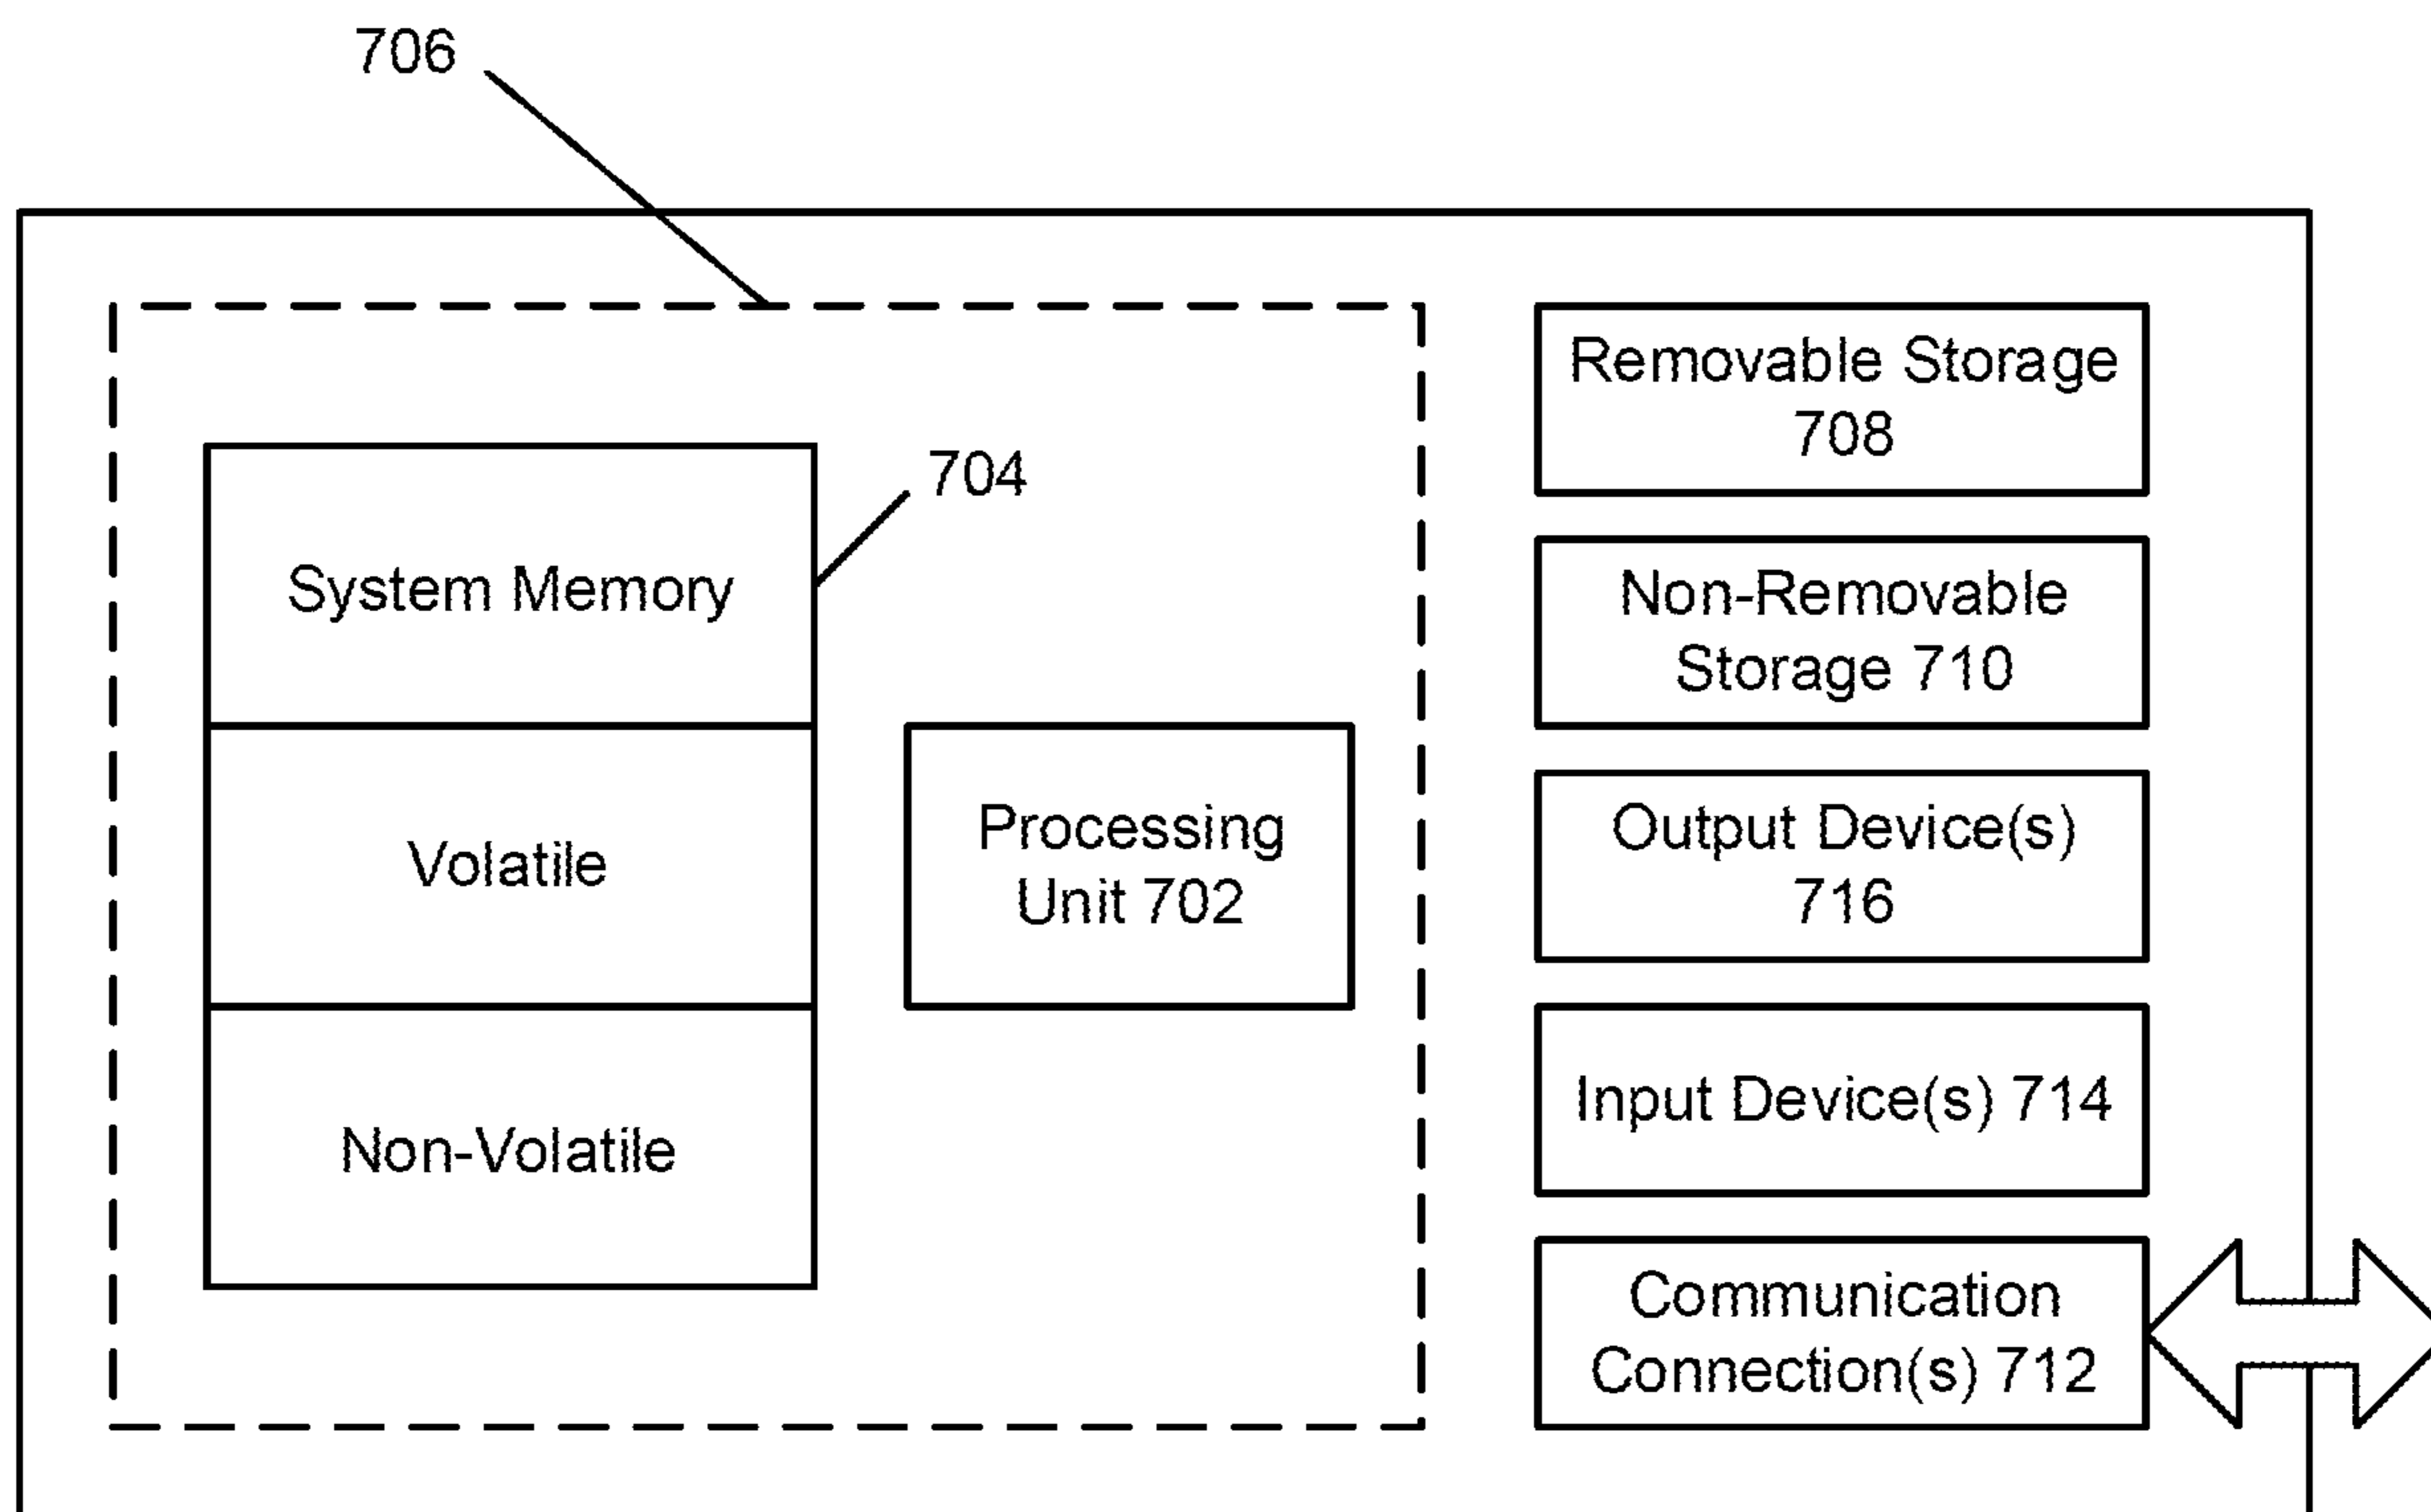 706
704
System Memory
Volatile
Non-Volatile
Processing
Unit 702
Removable Storage
708
Non-Removable
Storage 710
Output Device(s)
716
Input Device(s) 714
Communication
Connection(s) 712